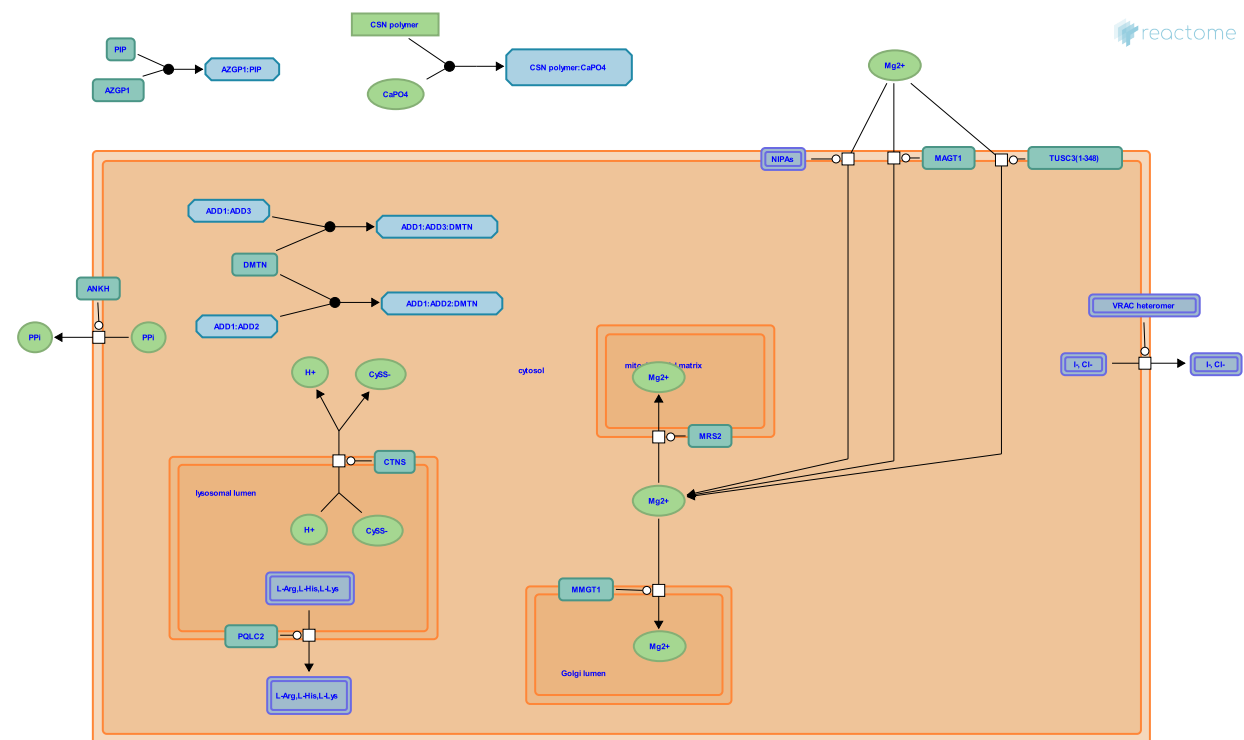 CSN polymer
reactome
PIP
AZGP1:PIP
CSN polymer:CaPO4
Mg2+
AZGP1
CaPO4
NIPAs
MAGT1
TUSC3(1-348)
ADD1:ADD3
ADD1:ADD3:DMTN
DMTN
ANKH
ADD1:ADD2:DMTN
VRAC heteromer
ADD1:ADD2
PPi
PPi
I-, Cl-
I-, Cl-
H+
CySS-
cytosol
matrix
Mg2+
MRS2
CTNS
lysosomal lumen
Mg2+
H+
CySS-
L-Arg,L-His,L-Lys
MMGT1
PQLC2
Mg2+
Golgi lumen
L-Arg,L-His,L-Lys